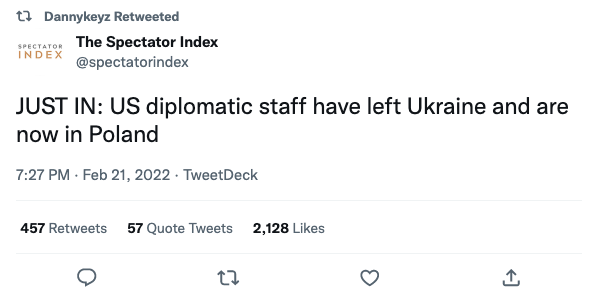 Dannykeyz Retweeted
SPECTATOR
INDEX
The Spectator Index
@spectatorindex
JUST IN: US diplomatic staff have left Ukraine and are
now in Poland
7:27 PM · Feb 21, 2022 · TweetDeck
457 Retweets 57 Quote Tweets 2,128 Likes